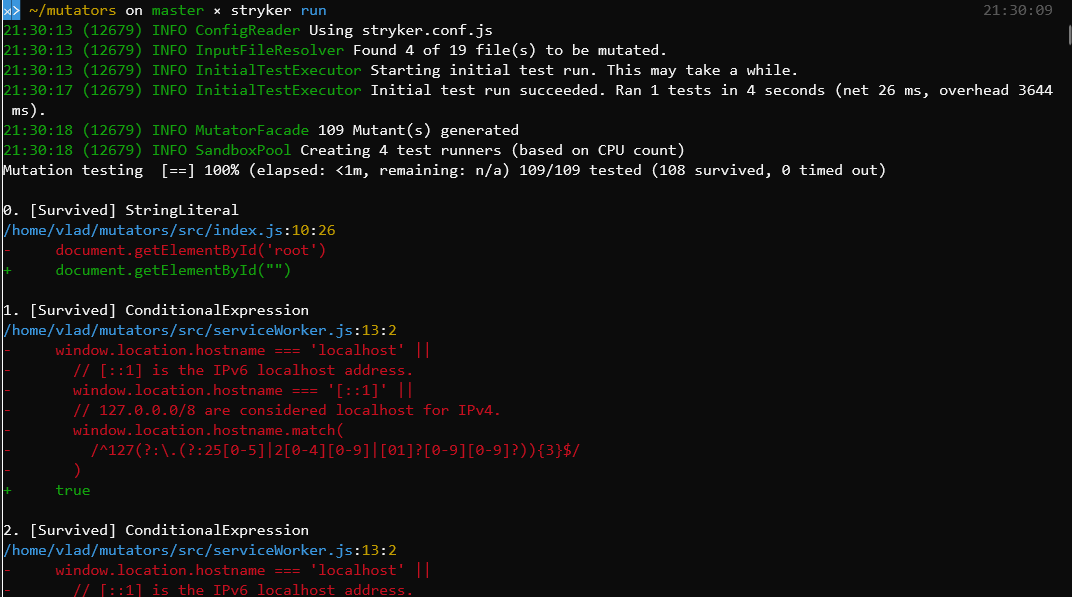 ~/mutators on master × stryker run 21:30:09
21:30:13 (12679) INFO ConfigReader Using stryker.conf.js
21:30:13 (12679) INFO InputFileResolver Found 4 of 19 file(s) to be mutated.
21:30:13 (12679) INFO InitialTestExecutor Starting initial test run. This may take a while.
21:30:17 (12679) INFO InitialTestExecutor Initial test run succeeded. Ran 1 tests in 4 seconds (net 26 ms, overhead 3644
ms).
21:30:18 (12679) INFO MutatorFacade 109 Mutant(s) generated
21:30:18 (12679) INFO SandboxPool Creating 4 test runners (based on CPU count)
Mutation testing  [==] 100% (elapsed: <1m, remaining: n/a) 109/109 tested (108 survived, 0 timed out)
0. [Survived] StringLiteral
/home/vlad/mutators/src/index.js:10:26
-     document.getElementById('root')
+     document.getElementById("")
1. [Survived] ConditionalExpression
/home/vlad/mutators/src/serviceWorker.js:13:2
-     window.location.hostname === 'localhost' ||
-       // [::1] is the IPv6 localhost address.
-       window.location.hostname === '[::1]' ||
-       // 127.0.0.0/8 are considered localhost for IPv4.
-       window.location.hostname.match(
-         /^127(?:\.(?:25[0-5]|2[0-4][0-9]|[01]?[0-9][0-9]?)){3}$/
-       )
+     true
2. [Survived] ConditionalExpression
/home/vlad/mutators/src/serviceWorker.js:13:2
-     window.location.hostname === 'localhost' ||
-       // [::1] is the IPv6 localhost address.